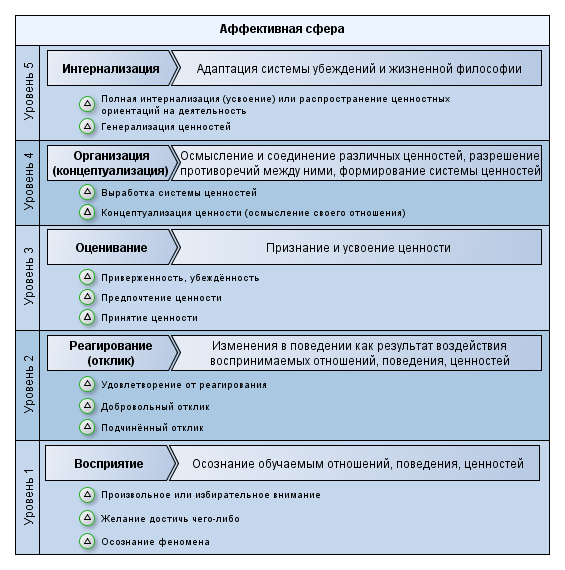 Аффективная сфера
Уровень 5
Интернализация
Адаптация системы убеждений и жизненной философии
Полная интернализация (усвоение) или распространение ценностных
ориентаций на деятельность
Генерализация ценностей
Уровень 4
Организация
(концептуализация)
Осмысление и соединение различных ценностей, разрешение
противоречий между ними, формирование системы ценностей
Выработка системы ценностей
Концептуализация ценности (осмысление своего отношения)
Уровень 3
Оценивание
Признание и усвоение ценности
Приверженность, убеждённость
Предпочтение ценности
Принятие ценности
Уровень 2
Реагирование
(отклик)
Изменения в поведении как результат воздействия
воспринимаемых отношений, поведения, ценностей
Удовлетворение от реагирования
Добровольный отклик
Подчинённый отклик
Уровень 1
Восприятие
Осознание обучаемым отношений, поведения, ценностей
Произвольное или избирательное внимание
Желание достичь чего-либо
Осознание феномена